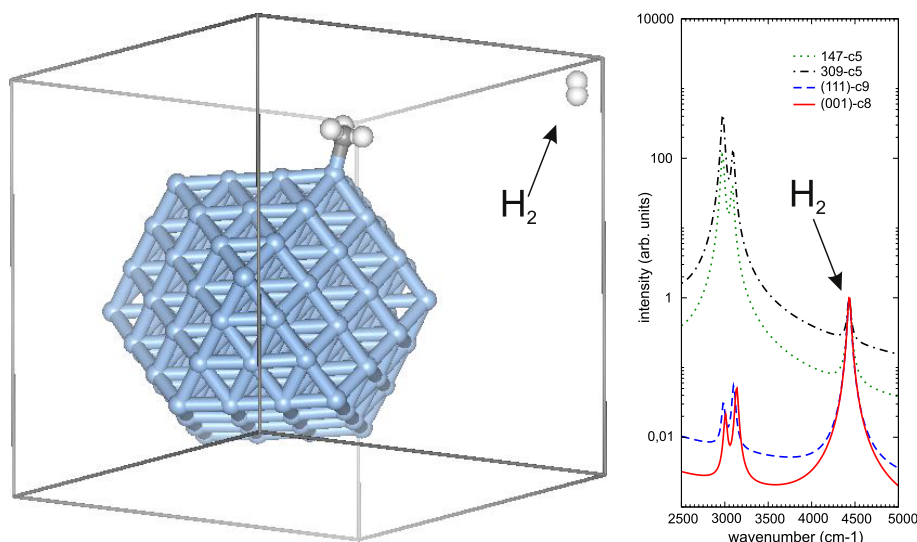 H2
10000
100
1
0,01
intensity (arb. units)
147-c5
309-c5
(111)-c9
(001)-c8
H2
2500 3000 3500 4000 4500 5000
wavenumber (cm-1)